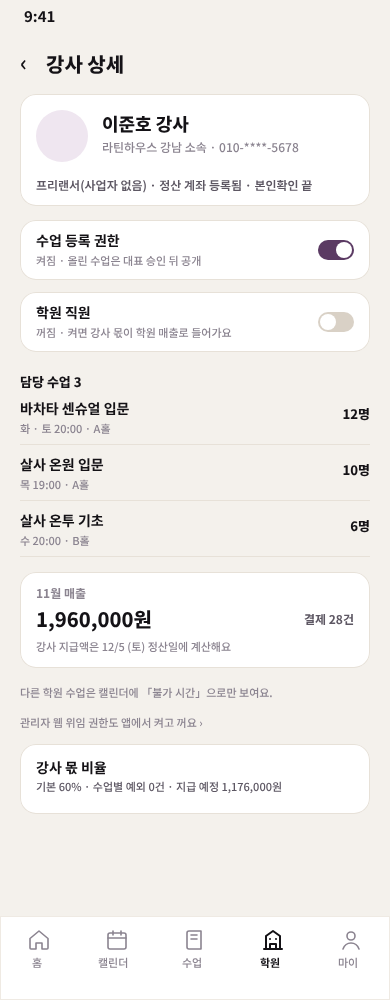 9:41
‹ 강사 상세
이준호 강사
라틴하우스 강남 소속 · 010-****-5678
프리랜서(사업자 없음) · 정산 계좌 등록됨 · 본인확인 끝
수업 등록 권한
켜짐 · 올린 수업은 대표 승인 뒤 공개
학원 직원
꺼짐 · 켜면 강사 몫이 학원 매출로 들어가요
담당 수업 3
바차타 센슈얼 입문
12명
화 · 토 20:00 · A홀
살사 온원 입문
10명
목 19:00 · A홀
살사 온투 기초
6명
수 20:00 · B홀
11월 매출
1,960,000원
결제 28건
강사 지급액은 12/5 (토) 정산일에 계산해요
다른 학원 수업은 캘린더에 「불가 시간」으로만 보여요.
관리자 웹 위임 권한도 앱에서 켜고 꺼요 ›
강사 몫 비율
기본 60% · 수업별 예외 0건 · 지급 예정 1,176,000원
홈 캘린더 수업 학원 마이